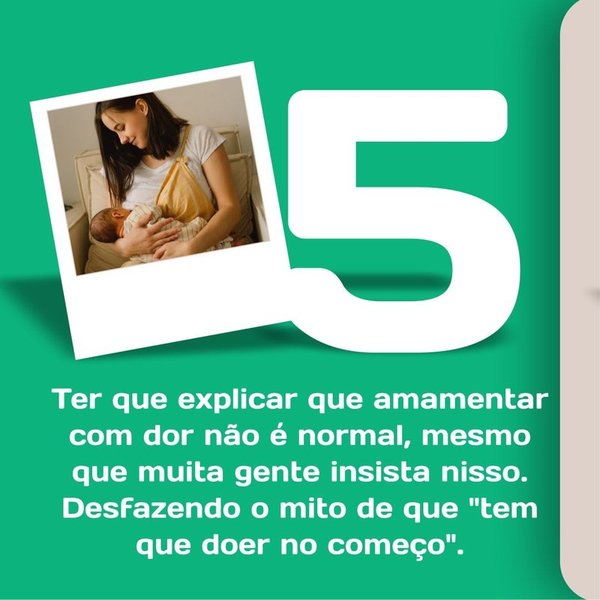 5
Ter que explicar que amamentar
com dor não é normal, mesmo
que muita gente insista nisso.
Desfazendo o mito de que "tem
que doer no começo".